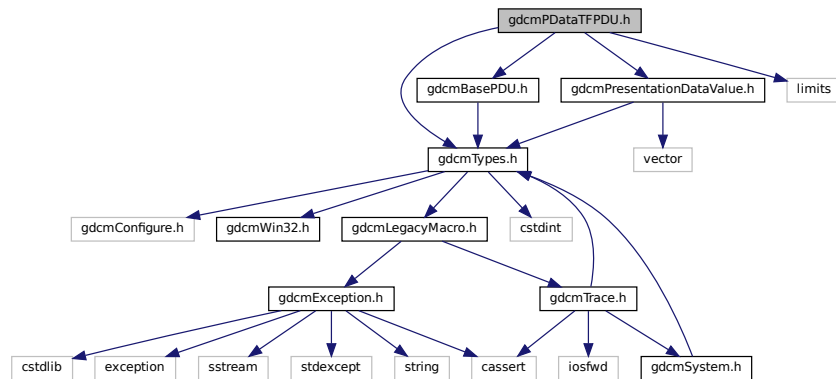 gdcmPDataTFPDU.h
gdcmBasePDU.h
gdcmPresentationDataValue.h
limits
gdcmTypes.h
vector
gdcmConfigure.h
gdcmWin32.h
gdcmLegacyMacro.h
cstdint
gdcmException.h
gdcmTrace.h
cstdlib
exception
sstream
stdexcept
string
cassert
iosfwd
gdcmSystem.h